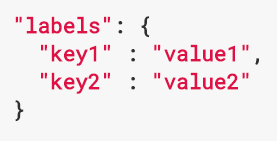 "labels": {
  "key1" : "value1",
  "key2" : "value2"
}